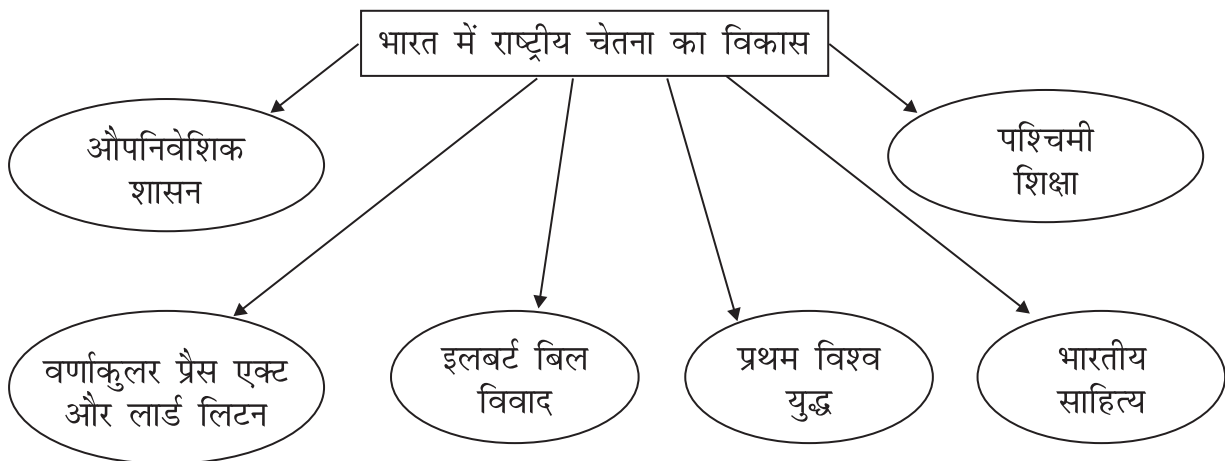 भारत में राष्ट्रीय चेतना का विकास
औपनिवेशिक
शासन
पश्चिमी
शिक्षा
वर्णाकुलर प्रैस एक्ट
और लार्ड लिटन
इलबर्ट बिल
विवाद
प्रथम विश्व
युद्ध
भारतीय
साहित्य